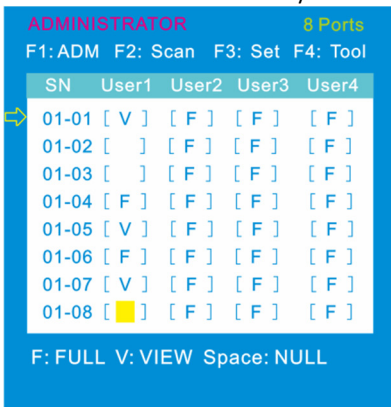 ADMINISTRATOR 8 Ports
F1: ADM F2: Scan F3: Set F4: Tool
SN User1 User2 User3 User4
01-01 [ V ] [ F ] [ F ] [ F ]
01-02 [ ] [ F ] [ F ] [ F ]
01-03 [ ] [ F ] [ F ] [ F ]
01-04 [ F ] [ F ] [ F ] [ F ]
01-05 [ V ] [ F ] [ F ] [ F ]
01-06 [ F ] [ F ] [ F ] [ F ]
01-07 [ V ] [ F ] [ F ] [ F ]
01-08 [ ] [ F ] [ F ] [ F ]
F: FULL V: VIEW Space: NULL